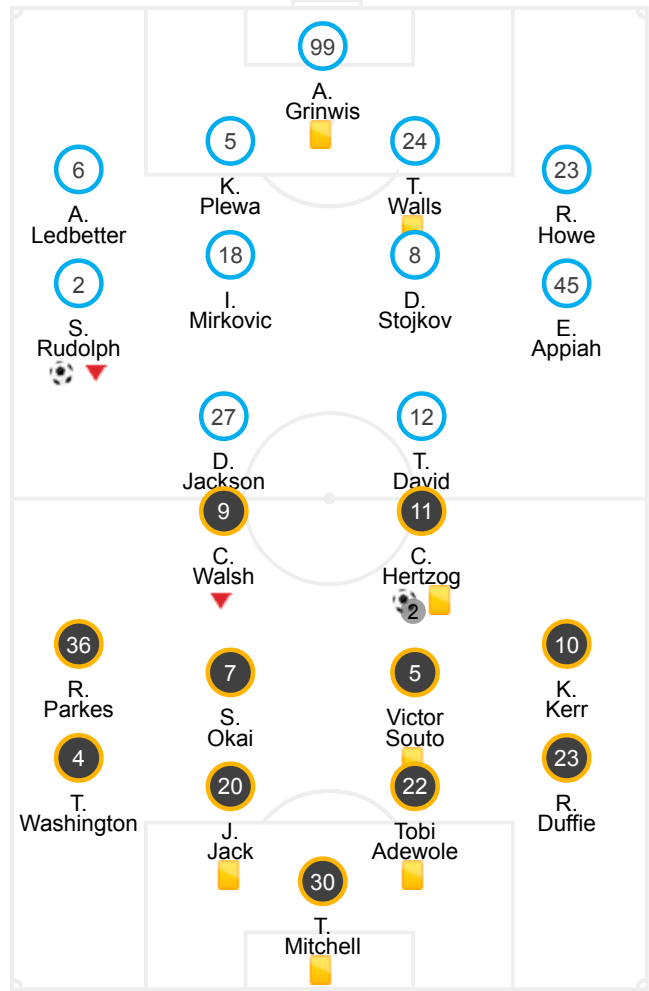 99
A.
Grinwis
5
K.
Plewa
24
T.
Walls
6
A.
Ledbetter
23
R.
Howe
18
I.
Mirkovic
8
D.
Stojkov
2
S.
Rudolph
45
E.
Appiah
27
D.
Jackson
12
T.
David
9
C.
Walsh
11
C.
Hertzog
2
36
R.
Parkes
10
K.
Kerr
7
S.
Okai
5
Victor
Souto
4
T.
Washington
23
R.
Duffie
20
J.
Jack
22
Tobi
Adewole
30
T.
Mitchell